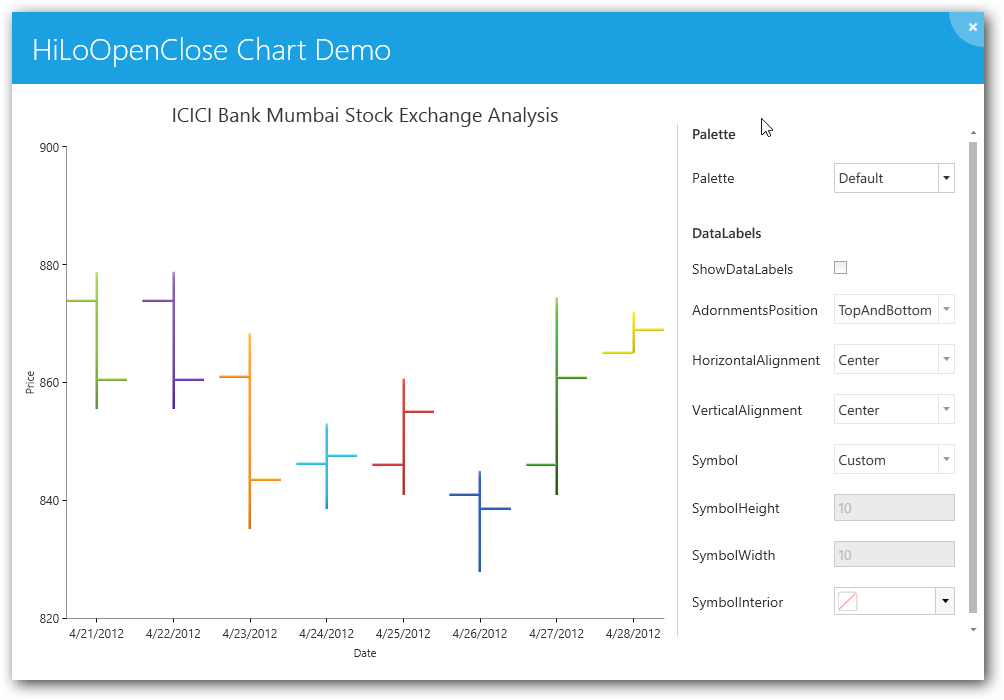 HiLoOpenClose Chart Demo
ICICI Bank Mumbai Stock Exchange Analysis
900
880
860
840
820
Price
4/21/2012 4/22/2012 4/23/2012 4/24/2012 4/25/2012 4/26/2012 4/27/2012 4/28/2012
Date
Palette
Palette Default
DataLabels
ShowDataLabels
AdornmentsPosition TopAndBottom
HorizontalAlignment Center
VerticalAlignment Center
Symbol Custom
SymbolHeight 10
SymbolWidth 10
SymbolInterior